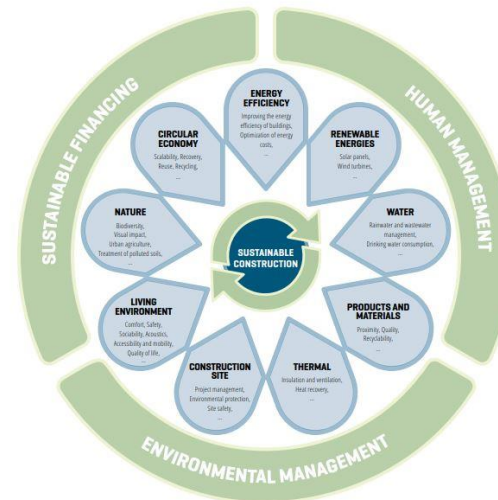 SUSTAINABLE FINANCING
HUMAN MANAGEMENT
ENVIRONMENTAL MANAGEMENT
SUSTAINABLE
CONSTRUCTION
ENERGY
EFFICIENCY
Improving the energy
efficiency of buildings,
Optimization of energy
costs,
...
RENEWABLE
ENERGIES
Solar panels,
Wind turbines,
...
WATER
Rainwater and wastewater
management,
Drinking water consumption,
...
PRODUCTS AND
MATERIALS
Proximity, Quality,
Recyclability,
...
THERMAL
Insulation and ventilation,
Heat recovery,
...
CONSTRUCTION
SITE
Project management,
Environmental protection,
Site safety,
...
LIVING
ENVIRONMENT
Comfort, Safety,
Sociability, Acoustics,
Accessibility and mobility,
Quality of life,
...
NATURE
Biodiversity,
Visual impact,
Urban agriculture,
Treatment of polluted soils,
...
CIRCULAR
ECONOMY
Scalability, Recovery,
Reuse, Recycling,
...